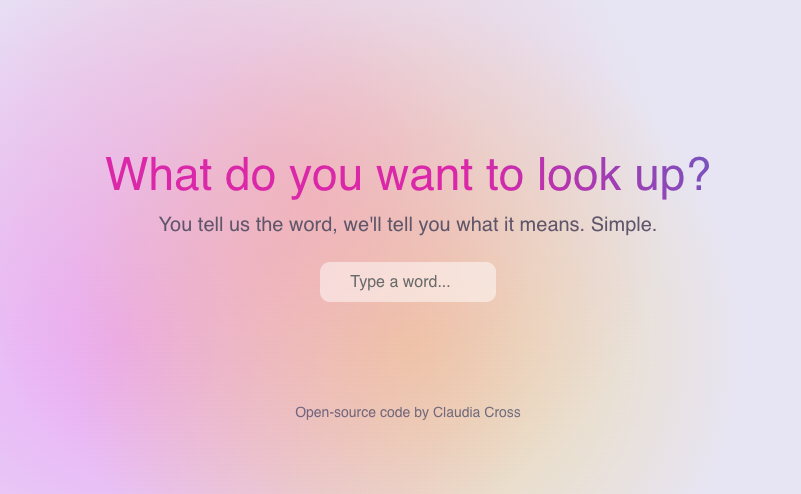 What do you want to look up?
You tell us the word, we'll tell you what it means. Simple.
Type a word...
Open-source code by Claudia Cross